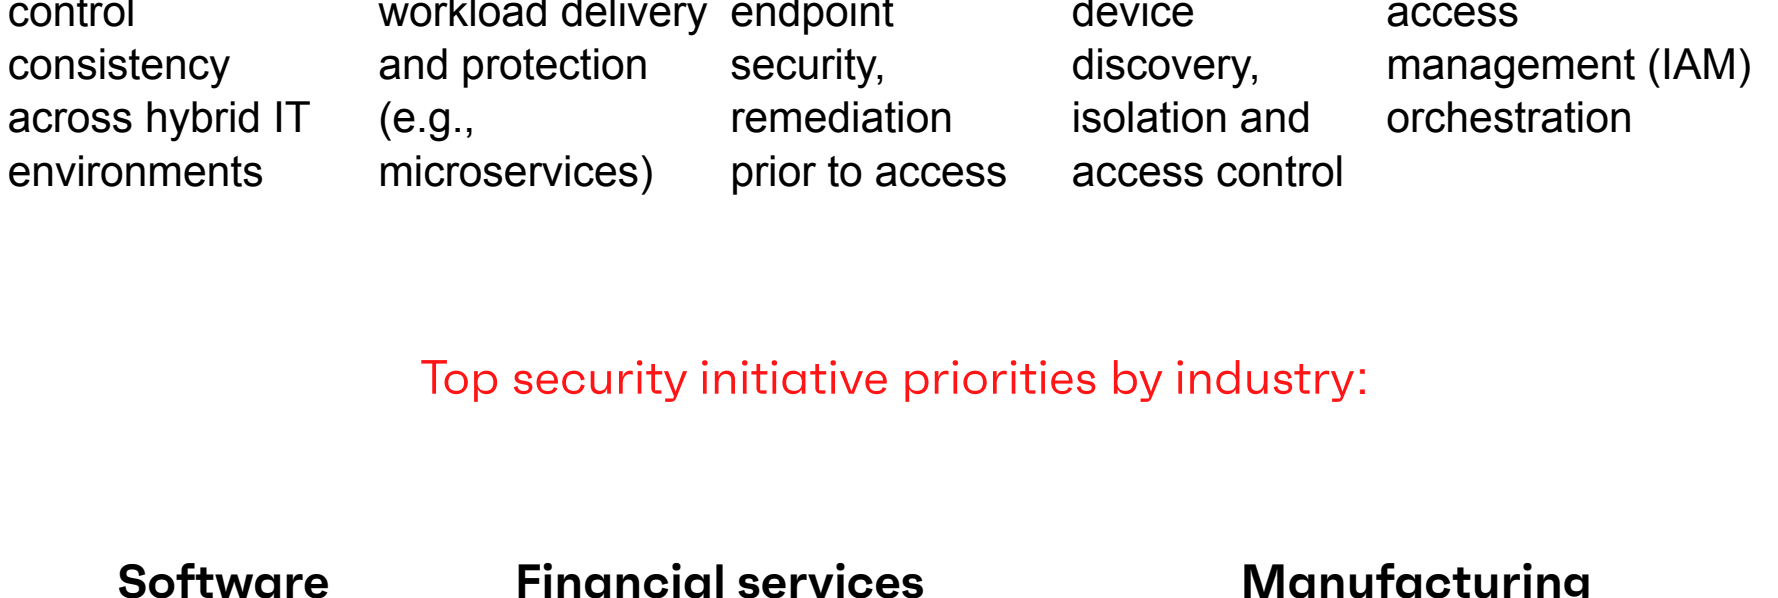 control
consistency
across hybrid IT
environments
workload delivery
and protection
(e.g.,
microservices)
endpoint
security,
remediation
prior to access
device
discovery,
isolation and
access control
access
management (IAM)
orchestration
Top security initiative priorities by industry:
Software
Financial services
Manufacturing